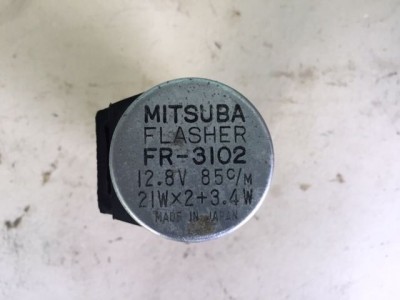 MITSUBA
FLASHER
FR-3102
12.8V 85c/m
21W×2+3.4W
MADE IN JAPAN